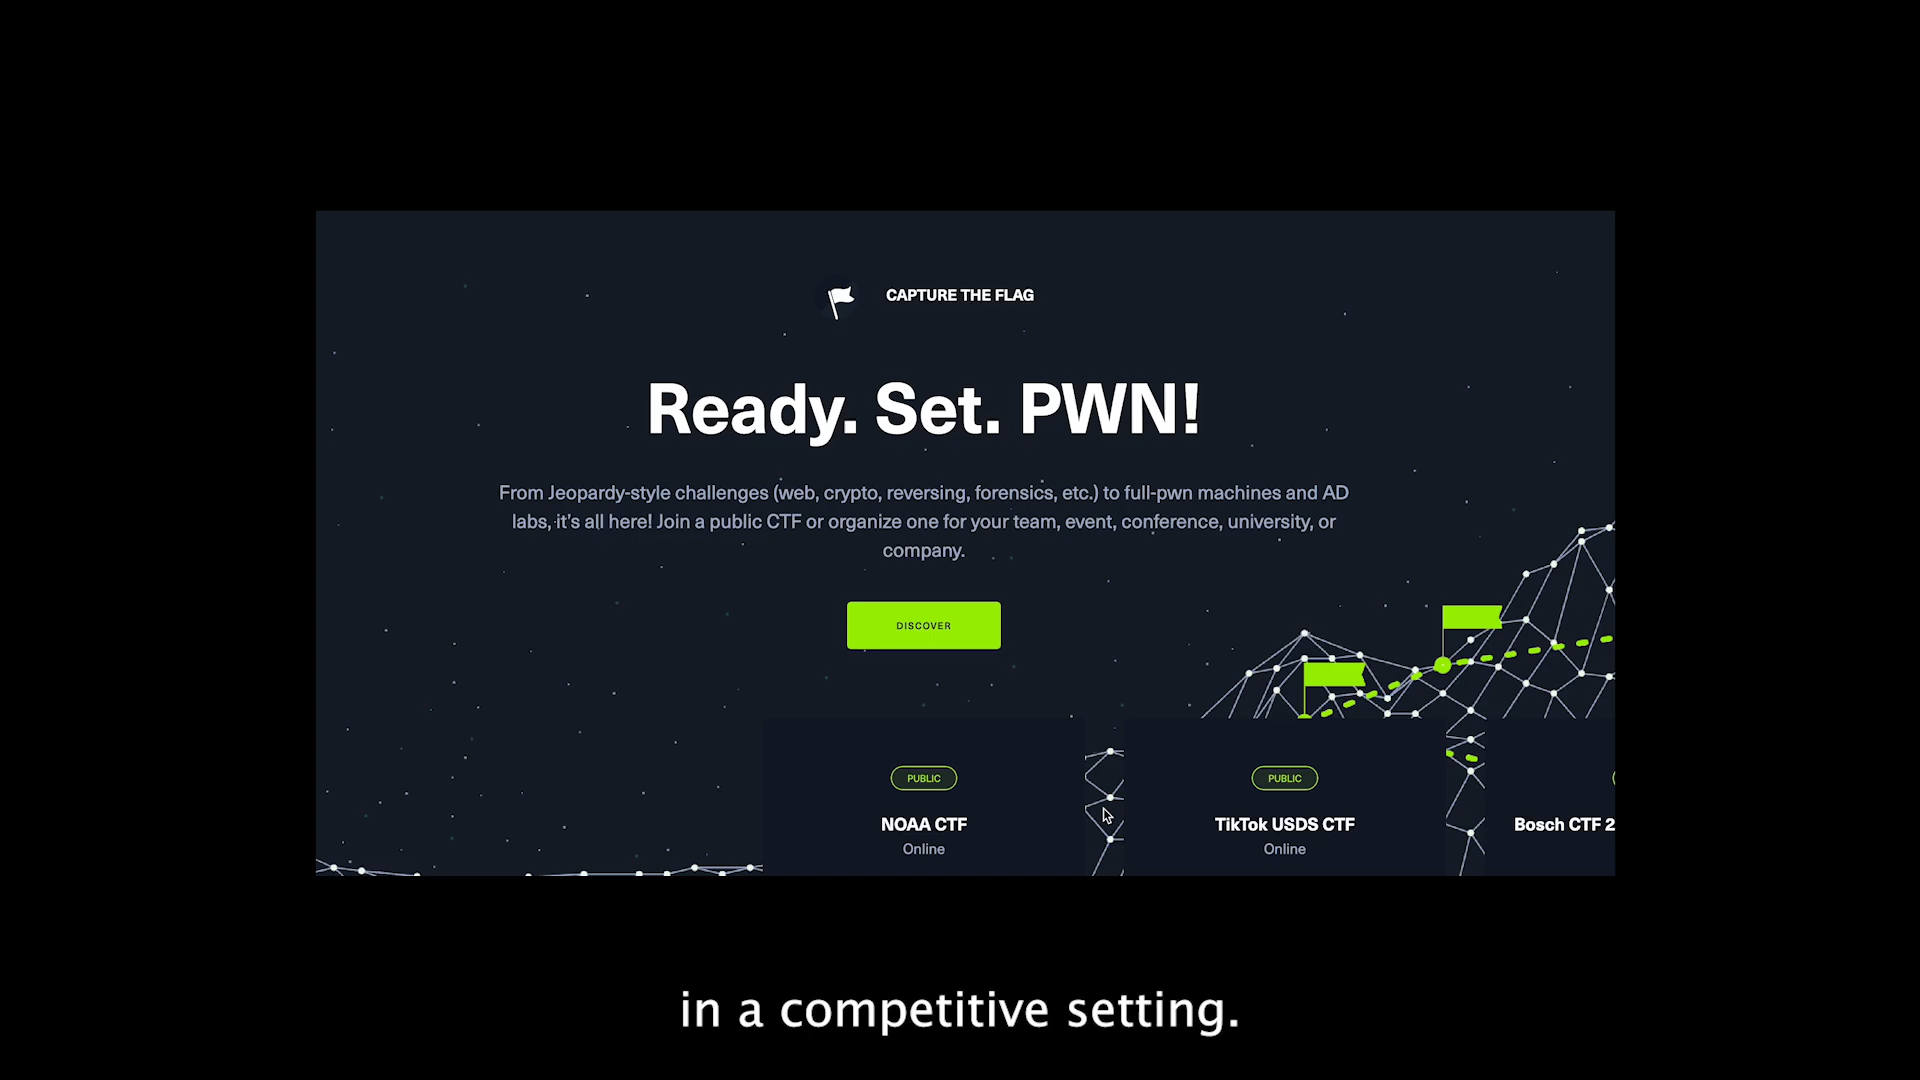 CAPTURE THE FLAG
Ready. Set. PWN!
From Jeopardy-style challenges (web, crypto, reversing, forensics, etc.) to full-pwn machines and AD
labs, it's all here! Join a public CTF or organize one for your team, event, conference, university, or
company.
DISCOVER
PUBLIC
NOAA CTF
Online
PUBLIC
TikTok USDS CTF
Online
Bosch CTF 2
in a competitive setting.